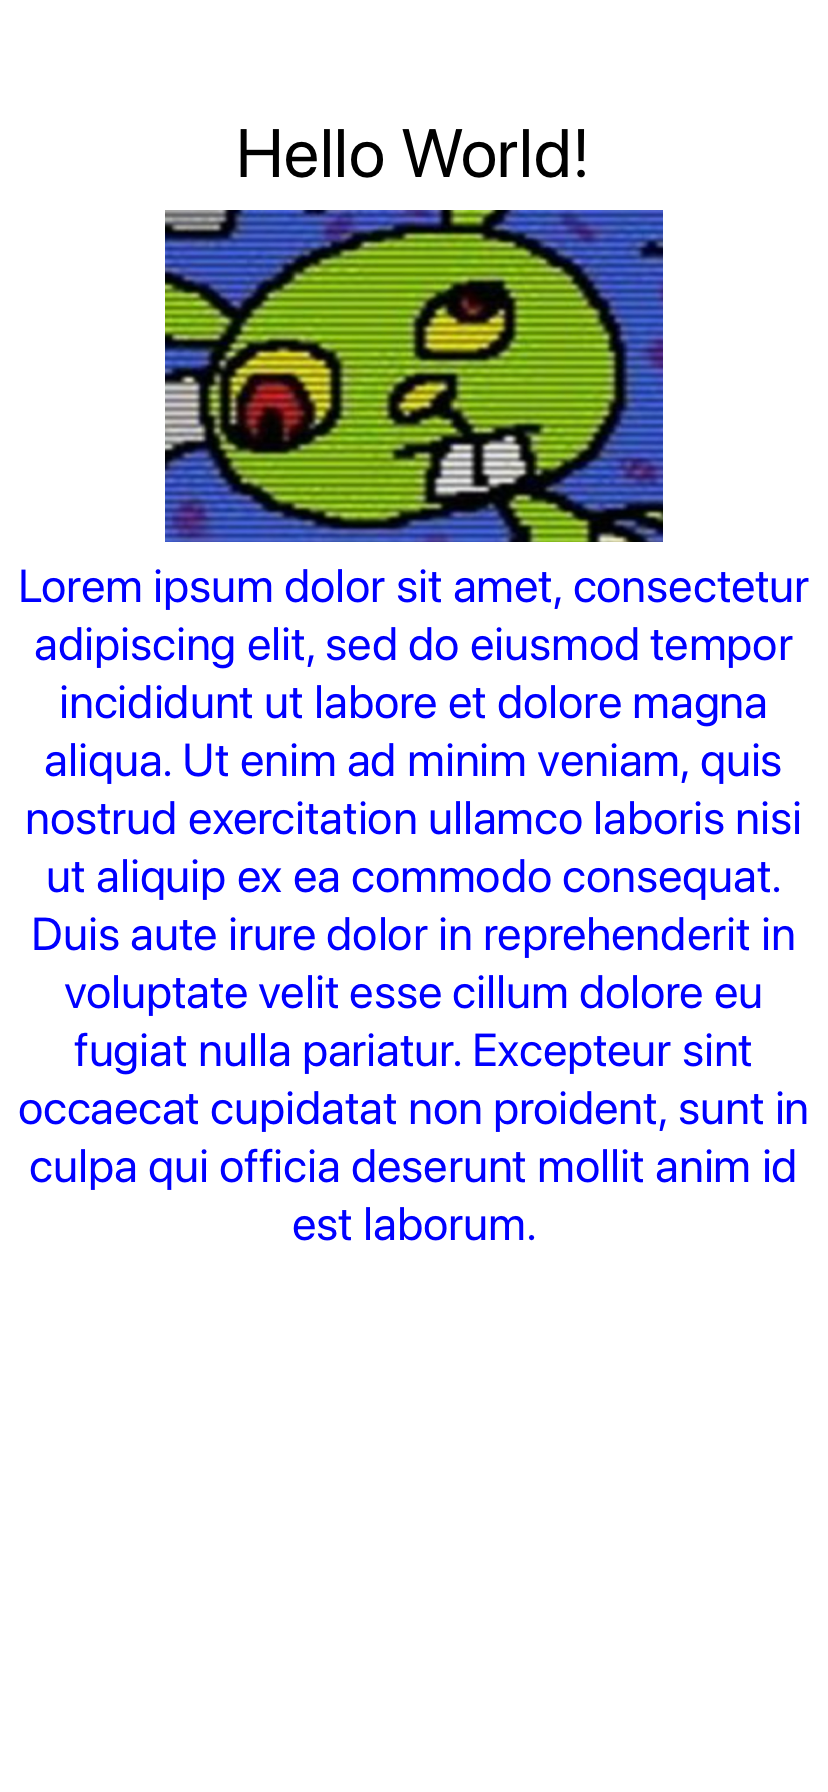 Hello World!
Lorem ipsum dolor sit amet, consectetur
adipiscing elit, sed do eiusmod tempor
incididunt ut labore et dolore magna
aliqua. Ut enim ad minim veniam, quis
nostrud exercitation ullamco laboris nisi
ut aliquip ex ea commodo consequat.
Duis aute irure dolor in reprehenderit in
voluptate velit esse cillum dolore eu
fugiat nulla pariatur. Excepteur sint
occaecat cupidatat non proident, sunt in
culpa qui officia deserunt mollit anim id
est laborum.